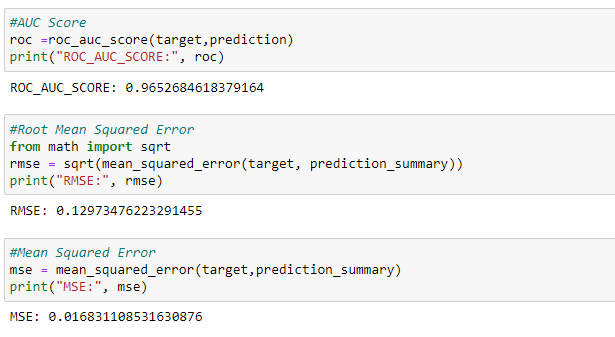 #AUC Score
roc =roc_auc_score(target,prediction)
print("ROC_AUC_SCORE:", roc)
ROC_AUC_SCORE: 0.9652684618379164
#Root Mean Squared Error
from math import sqrt
rmse = sqrt(mean_squared_error(target, prediction_summary))
print("RMSE:", rmse)
RMSE: 0.12973476223291455
#Mean Squared Error
mse = mean_squared_error(target,prediction_summary)
print("MSE:", mse)
MSE: 0.016831108531630876